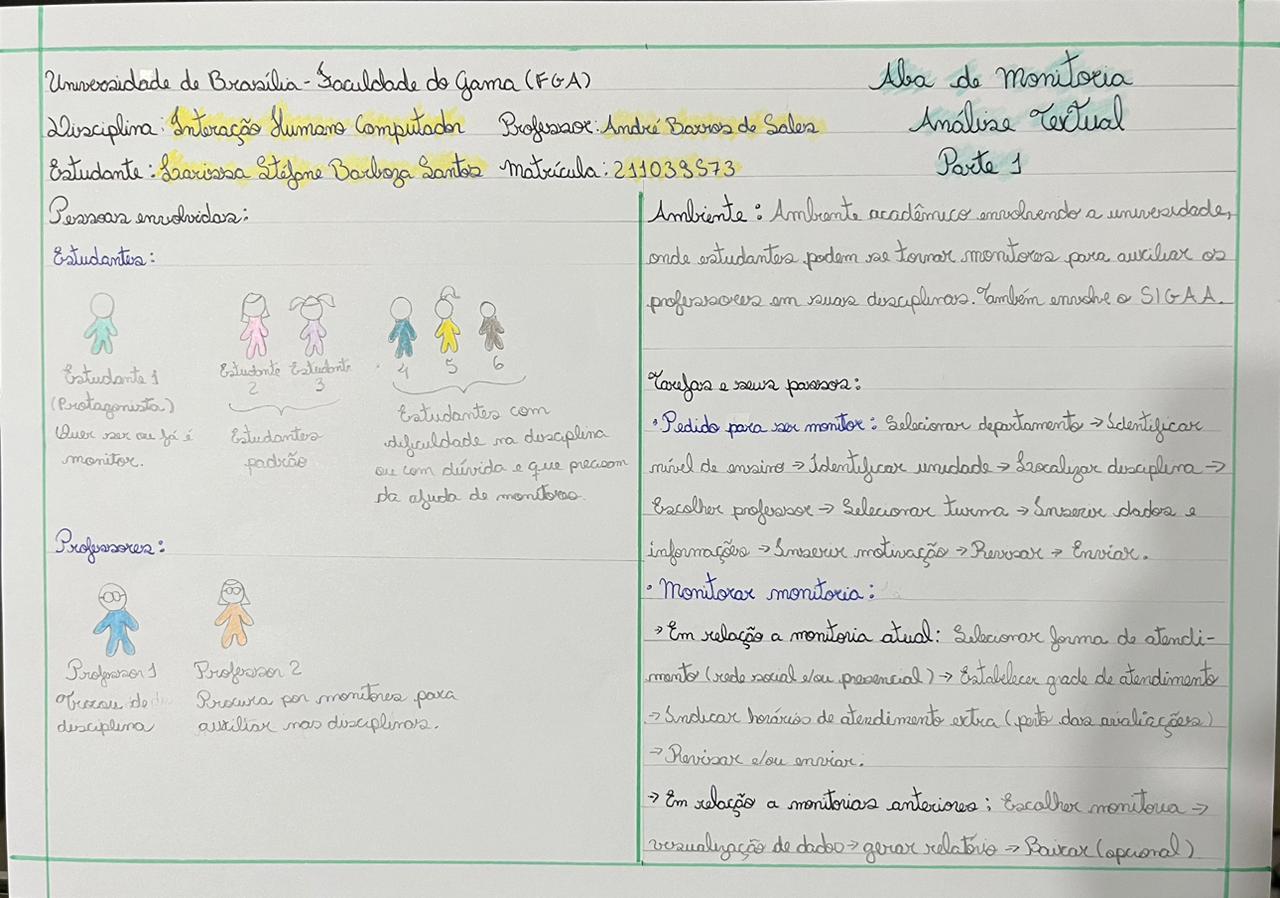 Universidade de Brasília - Faculdade do Gama (FGA)
Aba de Monitoria
Disciplina: Interação Humano Computador Professor: André Barros de Sales
Análise Textual
Estudante: Larissa Stéfane Barboza Santos Matrícula: 211039573
Parte 1
Pessoas envolvidas:
Estudantes:
Estudante 1
(Protagonista)
Quer ser ou já é
monitor.
Estudante Estudante
2 3
Estudantes
padrão
4 5 6
Estudantes com
dificuldade na disciplina
ou com dúvida e que precisam
da ajuda de monitores.
Professores:
Professor 1
Trocou de
disciplina
Professor 2
Procura por monitores para
auxiliar nas disciplinas.
Ambiente: Ambiente acadêmico envolvendo a universidade,
onde estudantes podem se tornar monitores para auxiliar os
professores em suas disciplinas. Também envolve o SIGAA.
Tarefas e seus passos:
• Pedido para ser monitor: Selecionar departamento → Identificar
nível de ensino → Identificar unidade → Localizar disciplina →
Escolher professor → Selecionar turma → Inserir dados e
informações → Inserir motivação → Revisar → Enviar.
• Monitorar monitoria:
→ Em relação a monitoria atual: Selecionar forma de atendi-
mento (rede social e/ou presencial) → Estabelecer grade de atendimento
→ Indicar horários de atendimento extra (perto das avaliações)
→ Revisar e/ou enviar.
→ Em relação a monitorias anteriores: Escolher monitoria →
visualização de dados → gerar relatório → Baixar (opcional)